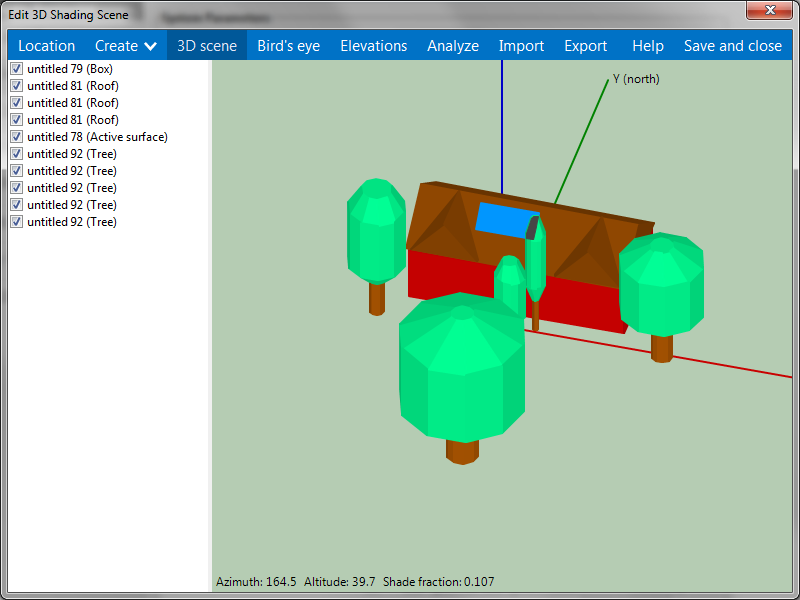 Edit 3D Shading Scene
Location Create 3D scene Bird's eye Elevations Analyze Import Export Help Save and close
untitled 79 (Box)
untitled 81 (Roof)
untitled 81 (Roof)
untitled 81 (Roof)
untitled 78 (Active surface)
untitled 92 (Tree)
untitled 92 (Tree)
untitled 92 (Tree)
untitled 92 (Tree)
untitled 92 (Tree)
Y (north)
Azimuth: 164.5 Altitude: 39.7 Shade fraction: 0.107